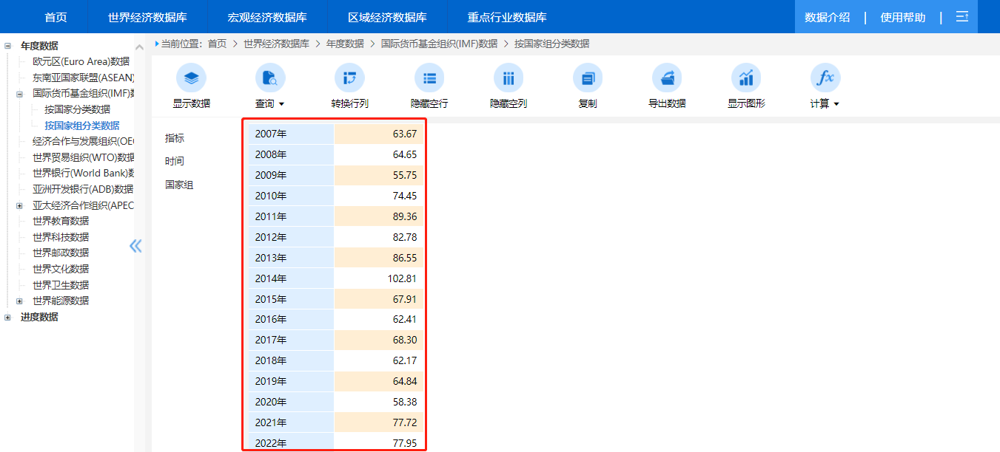 首页 世界经济数据库 宏观经济数据库 区域经济数据库 重点行业数据库 数据介绍 | 使用帮助 |
当前位置: 首页 > 世界经济数据库 > 年度数据 > 国际货币基金组织(IMF)数据 > 按国家组分类数据
年度数据
欧元区(Euro Area)数据
东南亚国家联盟(ASEAN)
国际货币基金组织(IMF)数
按国家分类数据
按国家组分类数据
经济合作与发展组织(OE
世界贸易组织(WTO)数据
世界银行(World Bank)数
亚洲开发银行(ADB)数据
亚太经济合作组织(APEC
世界教育数据
世界科技数据
世界邮政数据
世界文化数据
世界卫生数据
世界能源数据
进度数据
显示数据 查询 转换行列 隐藏空行 隐藏空列 复制 导出数据 显示图形 计算
fx
指标
时间
国家组
2007年 63.67
2008年 64.65
2009年 55.75
2010年 74.45
2011年 89.36
2012年 82.78
2013年 86.55
2014年 102.81
2015年 67.91
2016年 62.41
2017年 68.30
2018年 62.17
2019年 64.84
2020年 58.38
2021年 77.72
2022年 77.95